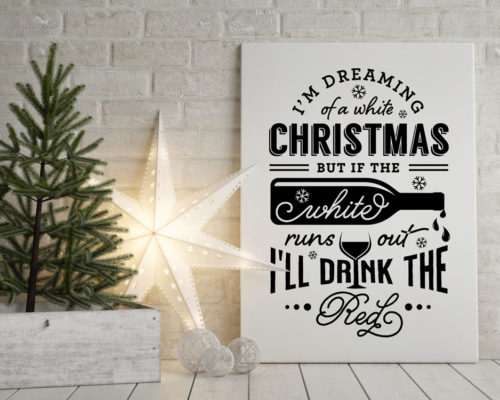 I'M DREAMING
of a white
CHRISTMAS
BUT IF THE
white
runs out
I'LL DRINK THE
Red